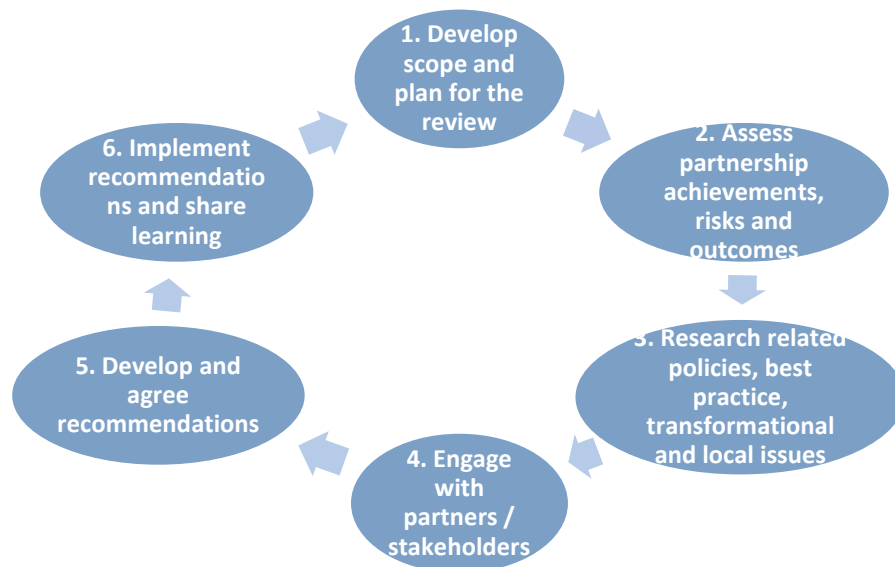 1. Develop
scope and
plan for the
review
2. Assess
partnership
achievements,
risks and
outcomes
3. Research related
policies, best
practice,
transformational
and local issues
4. Engage
with
partners /
stakeholders
5. Develop and
agree
recommendations
6. Implement
recommendatio
ns and share
learning